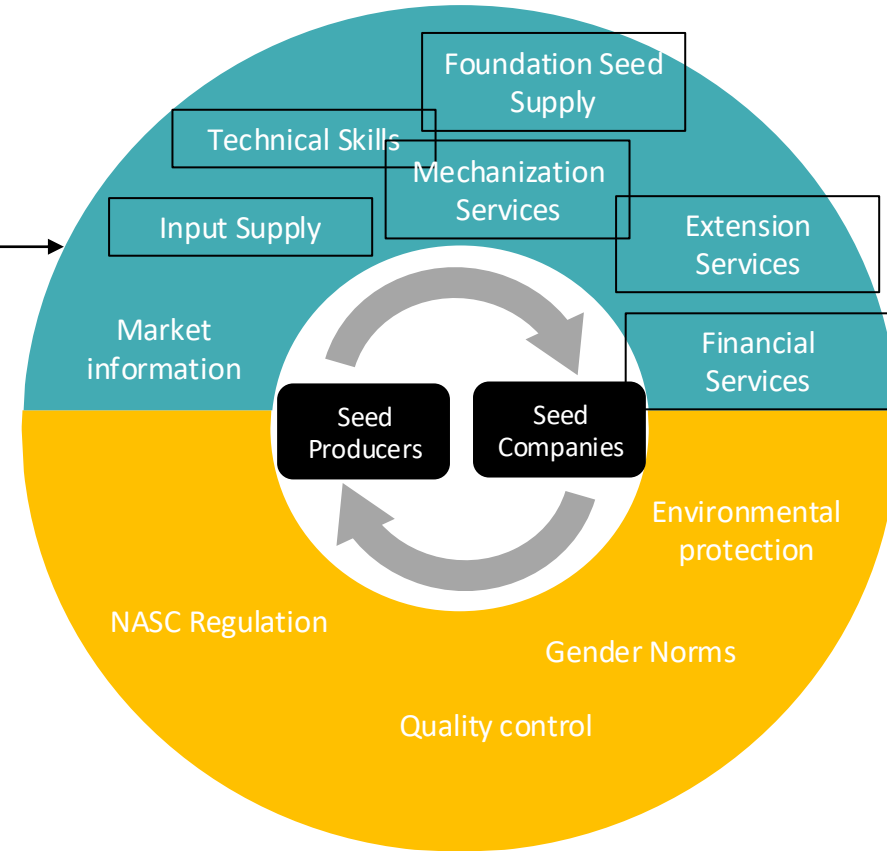 Foundation Seed
Supply
Technical Skills
Mechanization
Services
Input Supply
Extension
Services
Market
information
Financial
Services
Seed
Producers
Seed
Companies
Environmental
protection
NASC Regulation
Gender Norms
Quality control